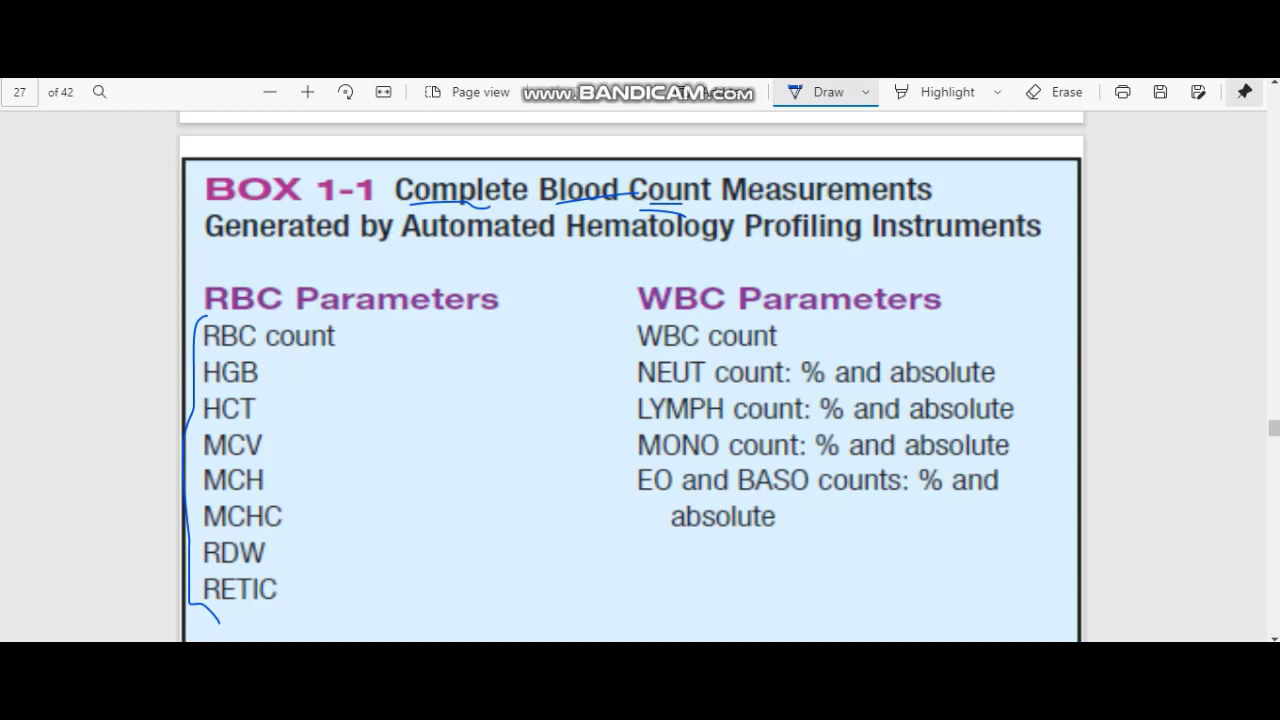 27 of 42 Page view www.BANDICAM.com Draw Highlight Erase
BOX 1-1 Complete Blood Count Measurements
Generated by Automated Hematology Profiling Instruments
RBC Parameters
RBC count
HGB
HCT
MCV
MCH
MCHC
RDW
RETIC
WBC Parameters
WBC count
NEUT count: % and absolute
LYMPH count: % and absolute
MONO count: % and absolute
EO and BASO counts: % and
absolute